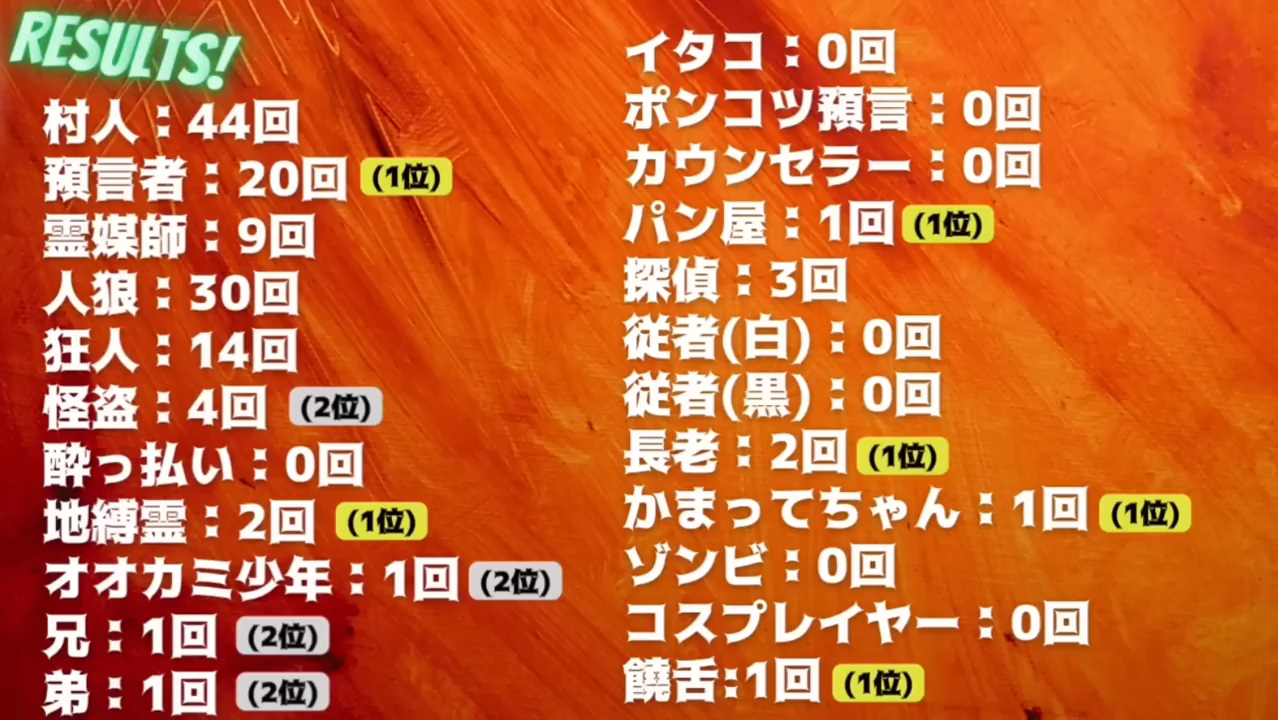 RESULTS!
村人：44回
預言者：20回 (1位)
霊媒師：9回
人狼：30回
狂人：14回
怪盗：4回 (2位)
酔っ払い：0回
地縛霊：2回 (1位)
オオカミ少年：1回 (2位)
兄：1回 (2位)
弟：1回 (2位)
イタコ：0回
ポンコツ預言：0回
カウンセラー：0回
パン屋：1回 (1位)
探偵：3回
従者(白)：0回
従者(黒)：0回
長老：2回 (1位)
かまってちゃん：1回 (1位)
ゾンビ：0回
コスプレイヤー：0回
饒舌:1回 (1位)